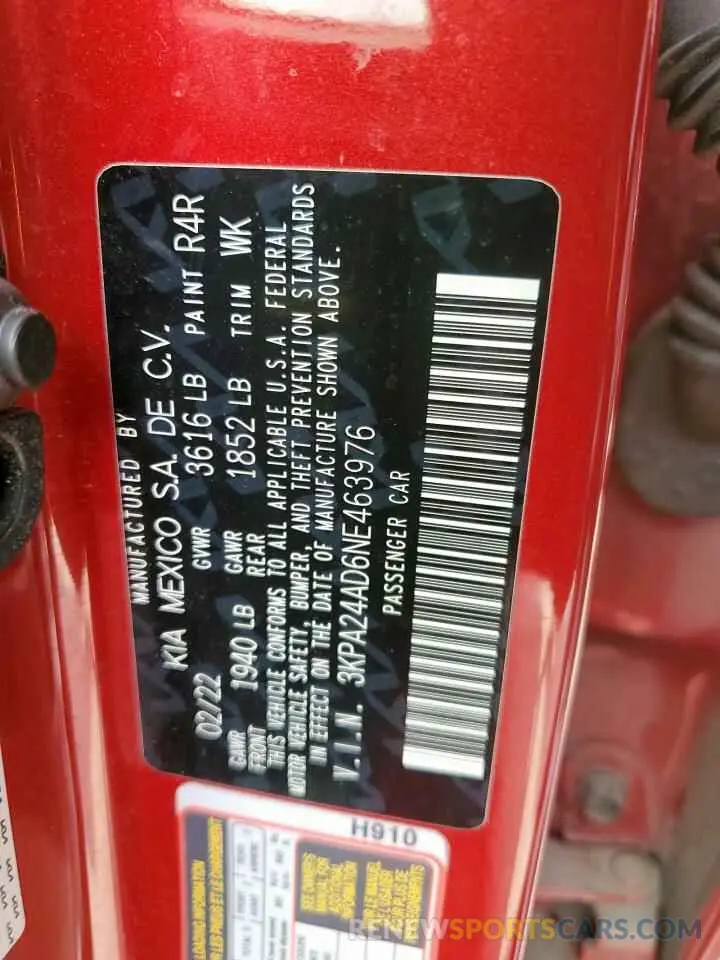 MANUFACTURED BY
KIA MEXICO S.A. DE C.V.
02/22 GVWR 3616 LB PAINT R4R
GAWR FRONT 1940 LB GAWR REAR 1852 LB TRIM WK
THIS VEHICLE CONFORMS TO ALL APPLICABLE U.S.A. FEDERAL
MOTOR VEHICLE SAFETY, BUMPER, AND THEFT PREVENTION STANDARDS
IN EFFECT ON THE DATE OF MANUFACTURE SHOWN ABOVE.
V.I.N. 3KPA24AD6NE463976
PASSENGER CAR
H910
LOADING INFORMATION
RENEWSPORTSCARS.COM